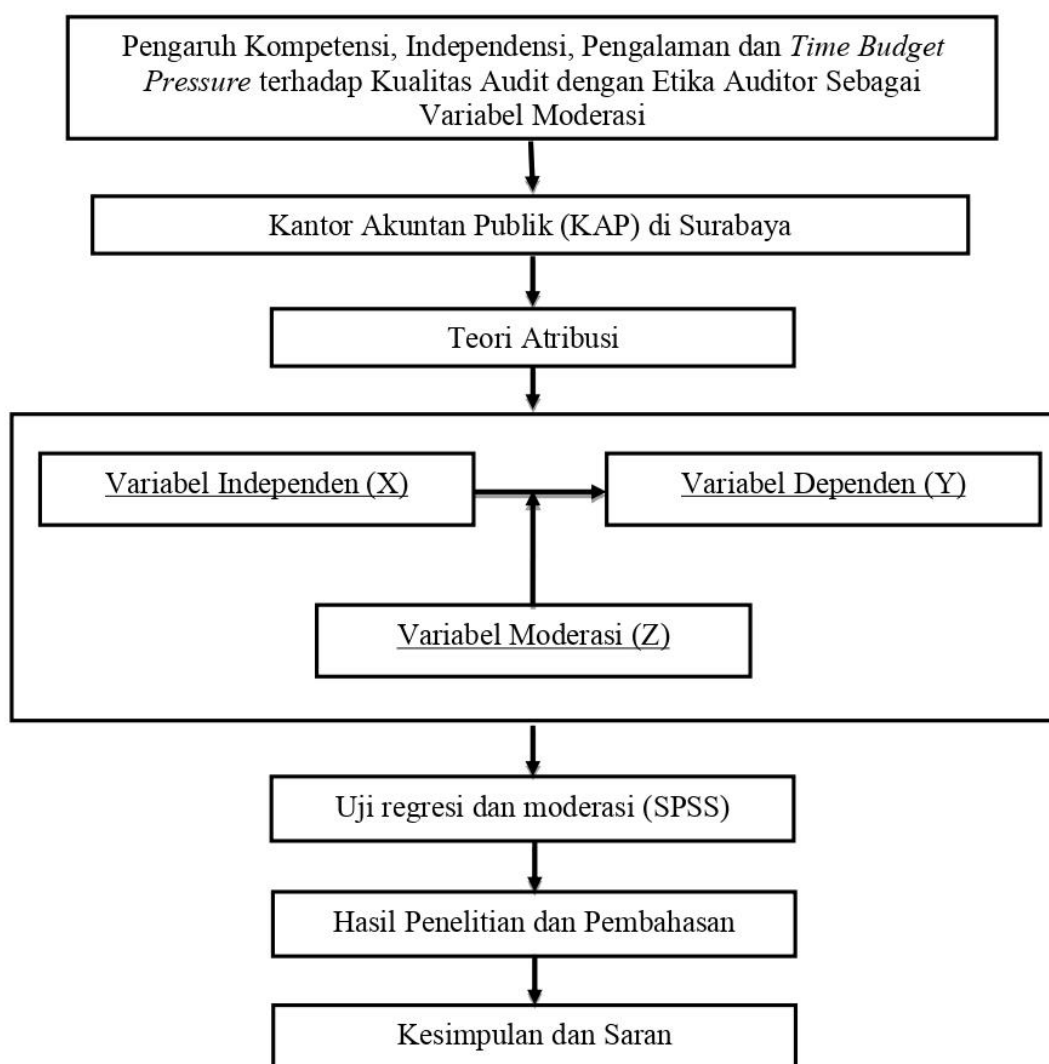 Pengaruh Kompetensi, Independensi, Pengalaman dan Time Budget
Pressure terhadap Kualitas Audit dengan Etika Auditor Sebagai
Variabel Moderasi
Kantor Akuntan Publik (KAP) di Surabaya
Teori Atribusi
Variabel Independen (X)
Variabel Dependen (Y)
Variabel Moderasi (Z)
Uji regresi dan moderasi (SPSS)
Hasil Penelitian dan Pembahasan
Kesimpulan dan Saran